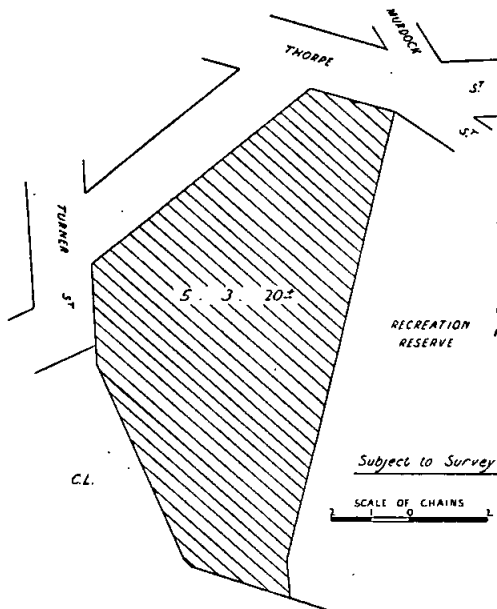 MURDOCK
THORPE
ST
ST
TURNER
ST
5 . 3 . 20±
RECREATION
RESERVE
C.L.
Subject to Survey
SCALE OF CHAINS
2 1 0 2